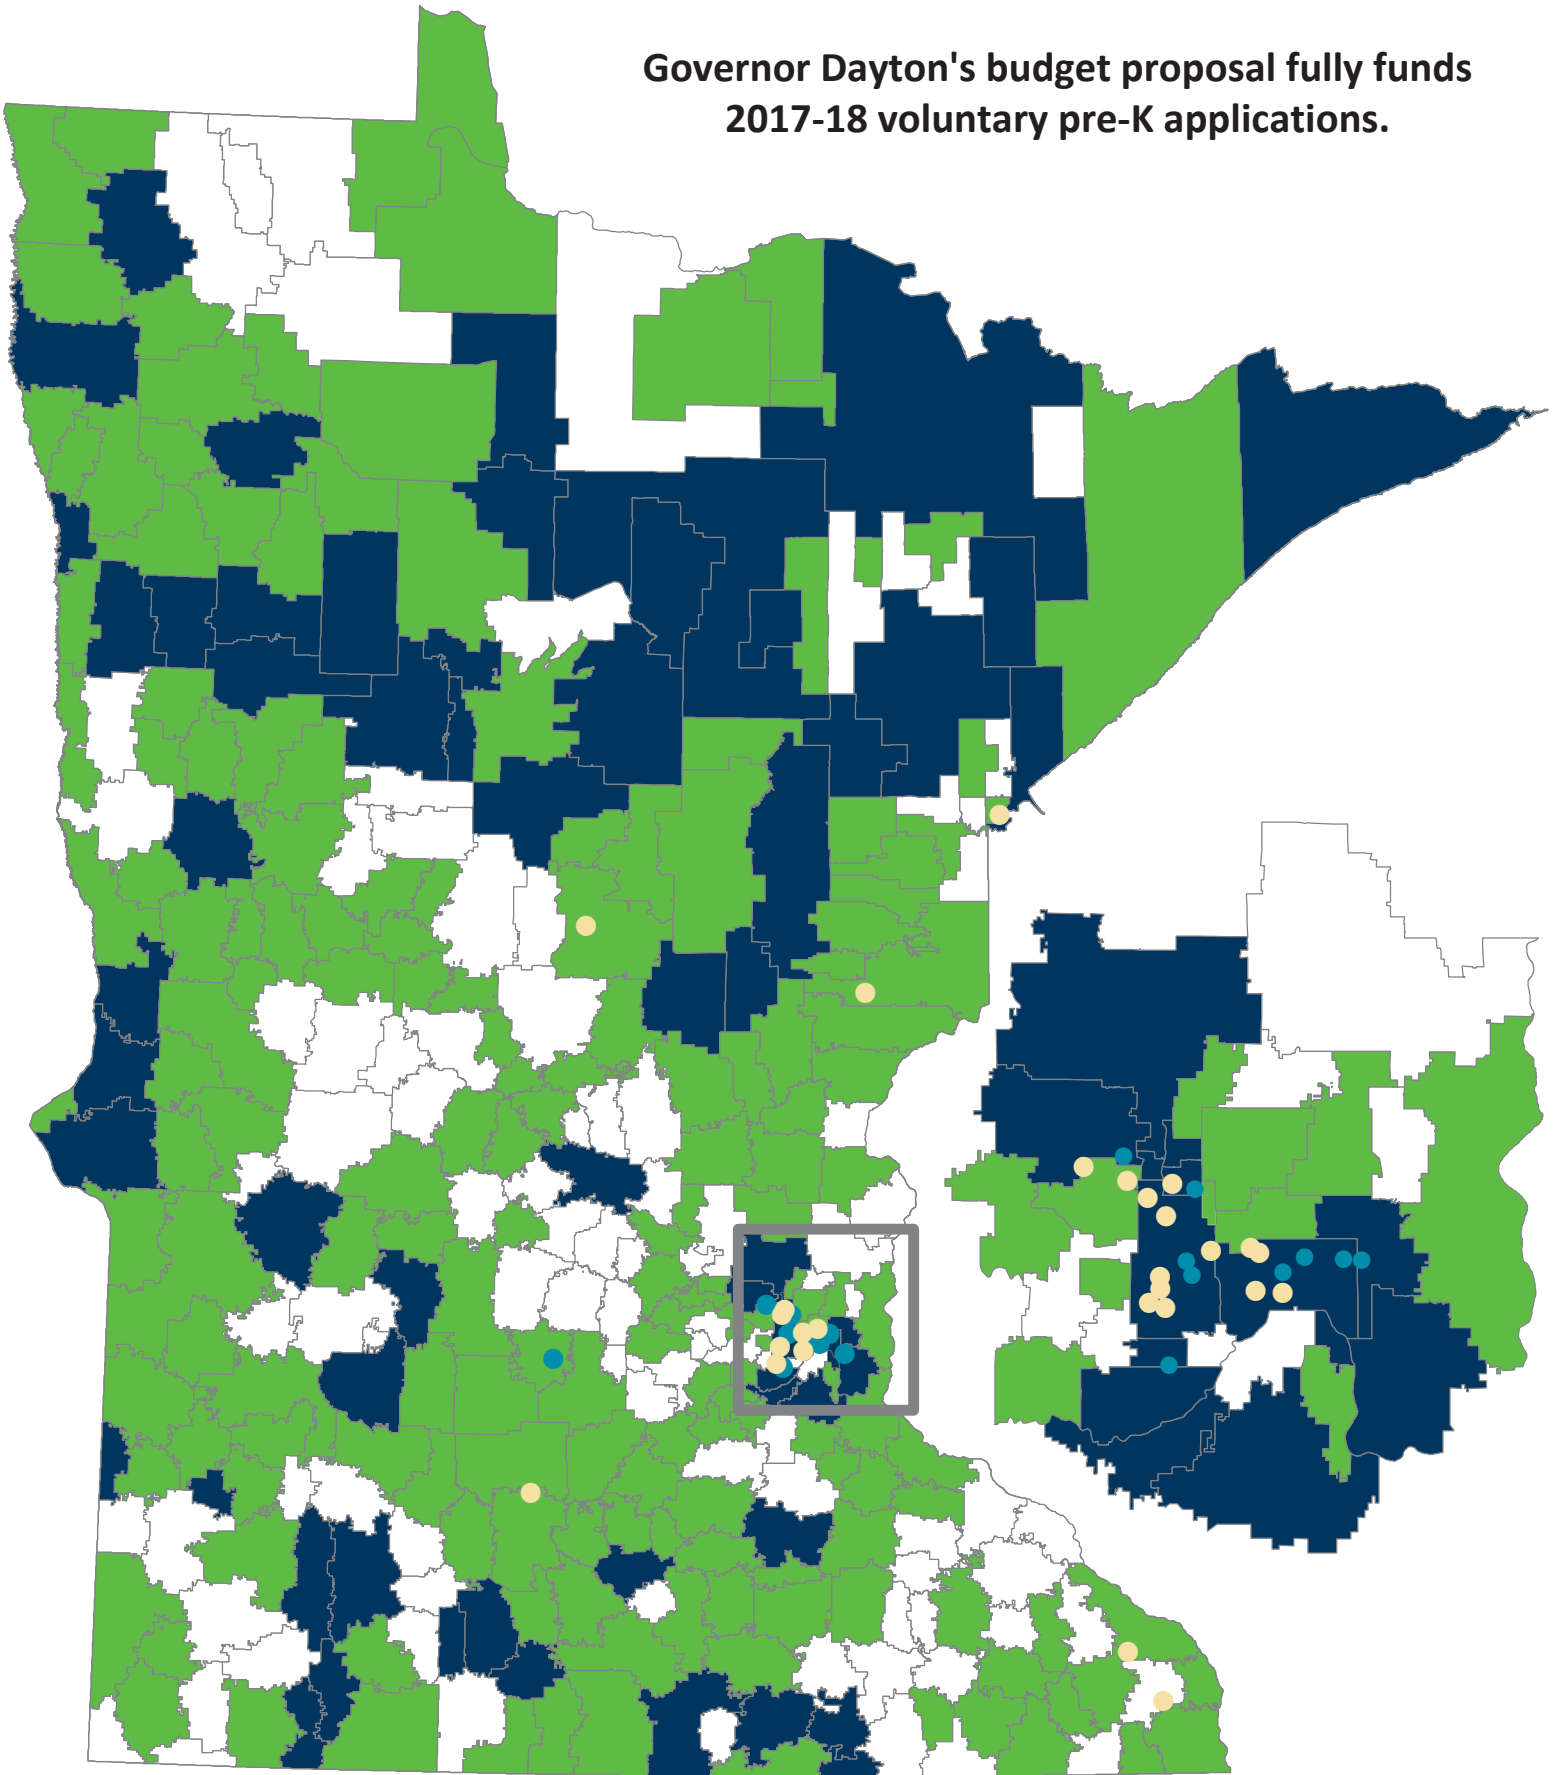 Governor Dayton's budget proposal fully funds
2017-18 voluntary pre-K applications.